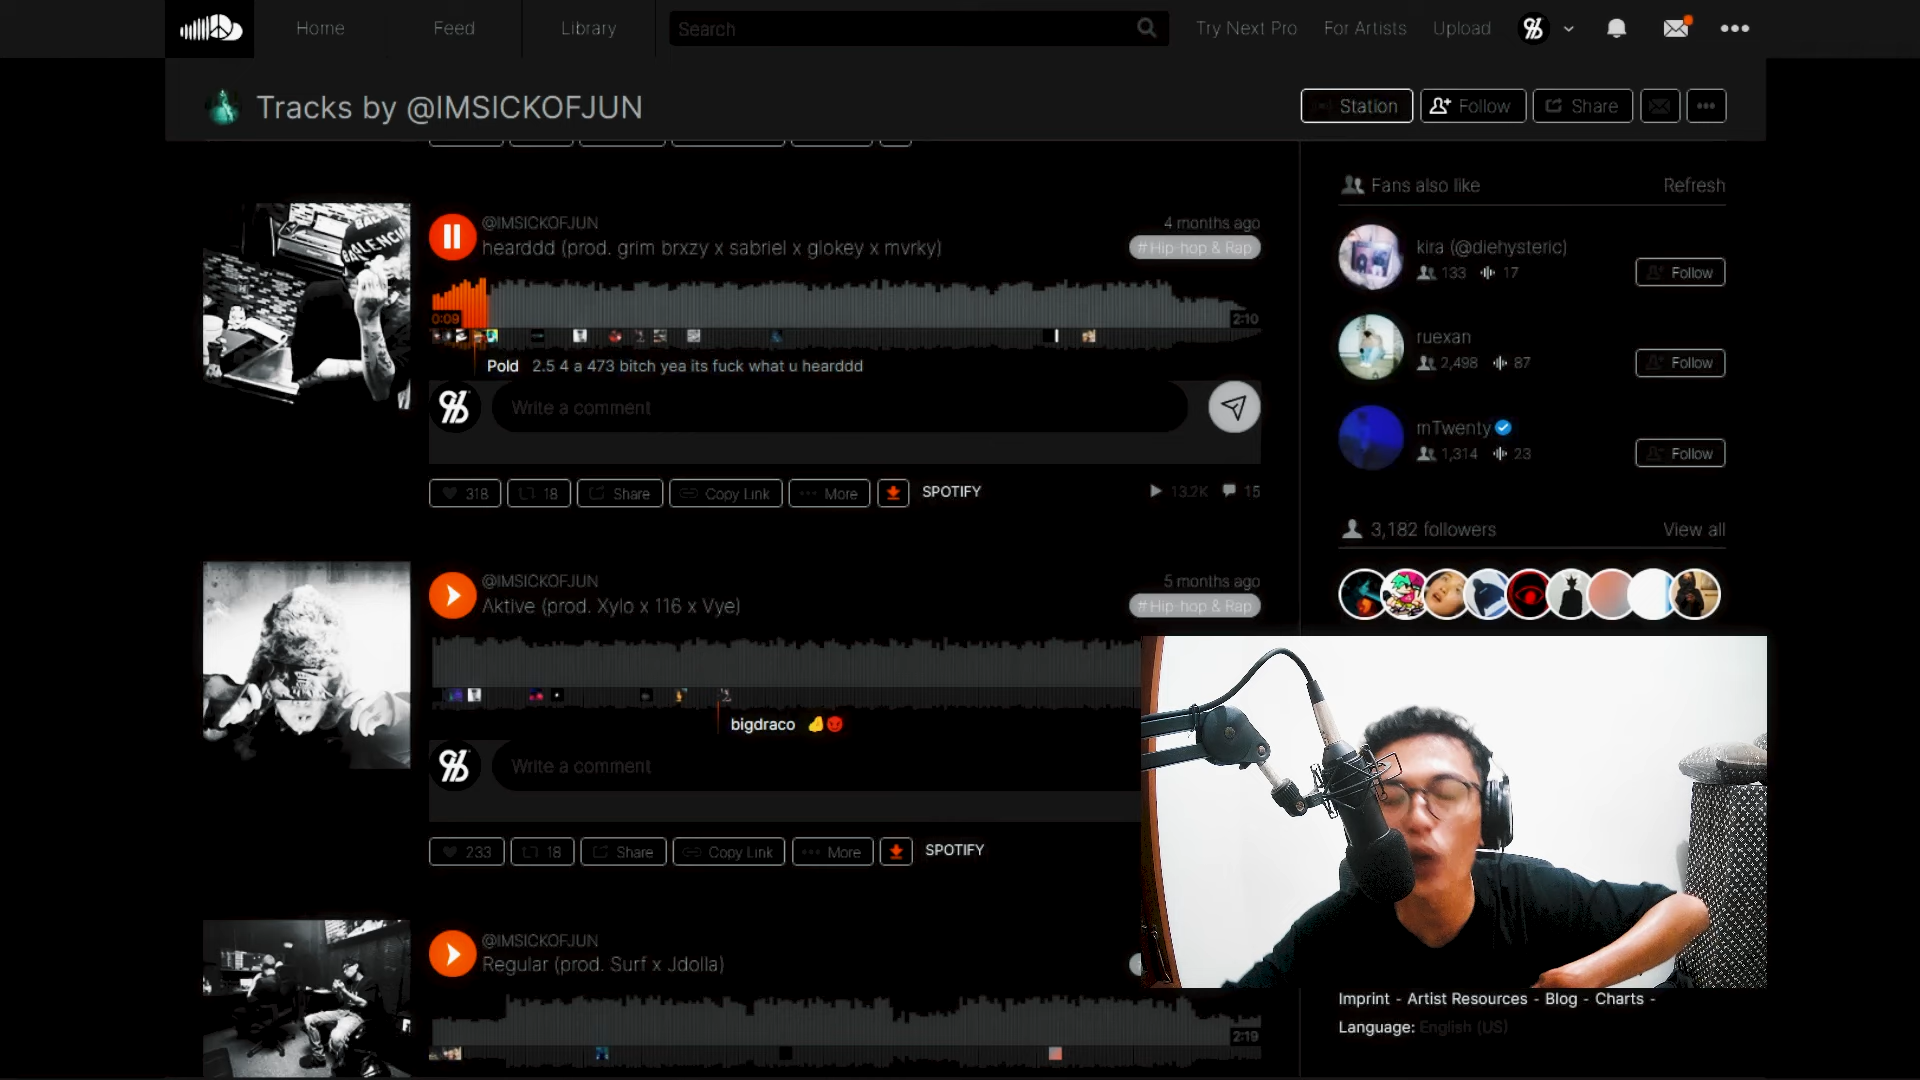 Home
Feed
Library
Search
Try Next Pro
For Artists
Upload
Tracks by @IMSICKOFJUN
Station
Follow
Share
@IMSICKOFJUN
4 months ago
hearddd (prod. grim brxzy x sabriel x glokey x mvrky)
# Hip-hop & Rap
0:09
2:10
Pold 2.5 4 a 473 bitch yea its fuck what u hearddd
Write a comment
318
18
Share
Copy Link
More
SPOTIFY
13.2K
15
@IMSICKOFJUN
5 months ago
Aktive (prod. Xylo x 116 x Vye)
# Hip-hop & Rap
bigdraco
Write a comment
233
18
Share
Copy Link
More
SPOTIFY
@IMSICKOFJUN
Regular (prod. Surf x Jdolla)
2:19
Fans also like
Refresh
kira (@diehysteric)
133
17
Follow
ruexan
2,498
87
Follow
mTwenty
1,314
23
Follow
3,182 followers
View all
Imprint - Artist Resources - Blog - Charts -
Language: English (US)